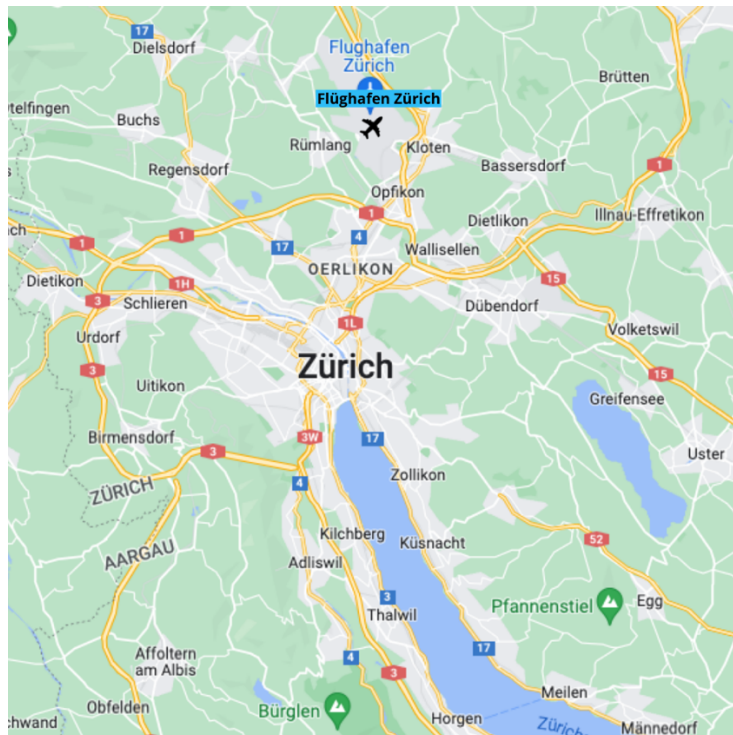 17
Dielsdorf
Flughafen
Zürich
Flüghafen Zürich
Brütten
telfingen
Buchs
Rümlang
Kloten
Regensdorf
Bassersdorf
1
Opfikon
1
Dietlikon
Illnau-Effretikon
ch
1
1
17
4
Wallisellen
OERLIKON
Dietikon
1H
15
3
Schlieren
Dübendorf
1L
Urdorf
Volketswil
Zürich
3
15
Uitikon
Greifensee
Birmensdorf
3W
17
3
Uster
Zollikon
ZÜRICH
4
Kilchberg
Küsnacht
52
AARGAU
Adliswil
3
Pfannenstiel
Egg
Thalwil
17
Affoltern
am Albis
4
3
Meilen
Obfelden
Bürglen
chwand
Horgen
Zürich
Männedorf